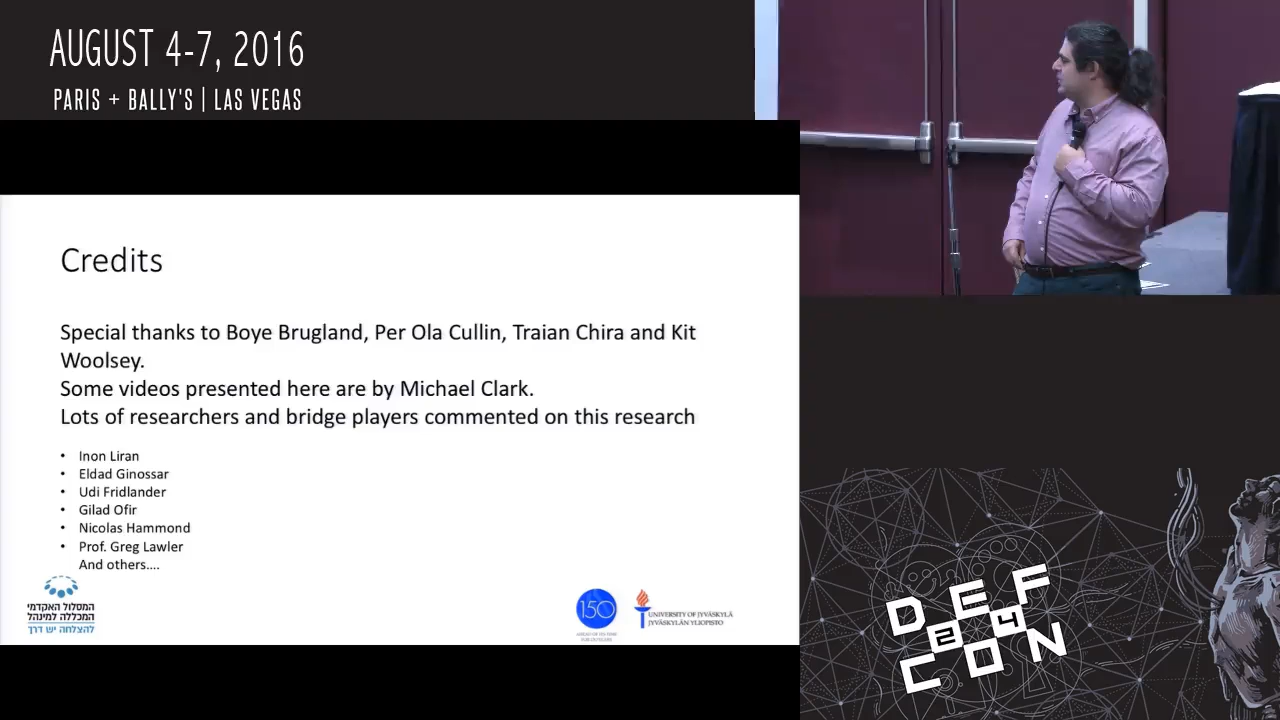 AUGUST 4-7, 2016
PARIS + BALLY'S | LAS VEGAS
Credits
Special thanks to Boye Brugland, Per Ola Cullin, Traian Chira and Kit
Woolsey.
Some videos presented here are by Michael Clark.
Lots of researchers and bridge players commented on this research
• Inon Liran
• Eldad Ginossar
• Udi Fridlander
• Gilad Ofir
• Nicolas Hammond
• Prof. Greg Lawler
And others....
המסלול האקדמי
המכללה למינהל
להצלחה יש דרך
150
UNIVERSITY OF JYVÄSKYLÄ
JYVÄSKYLÄN YLIOPISTO
DEF
24
CON